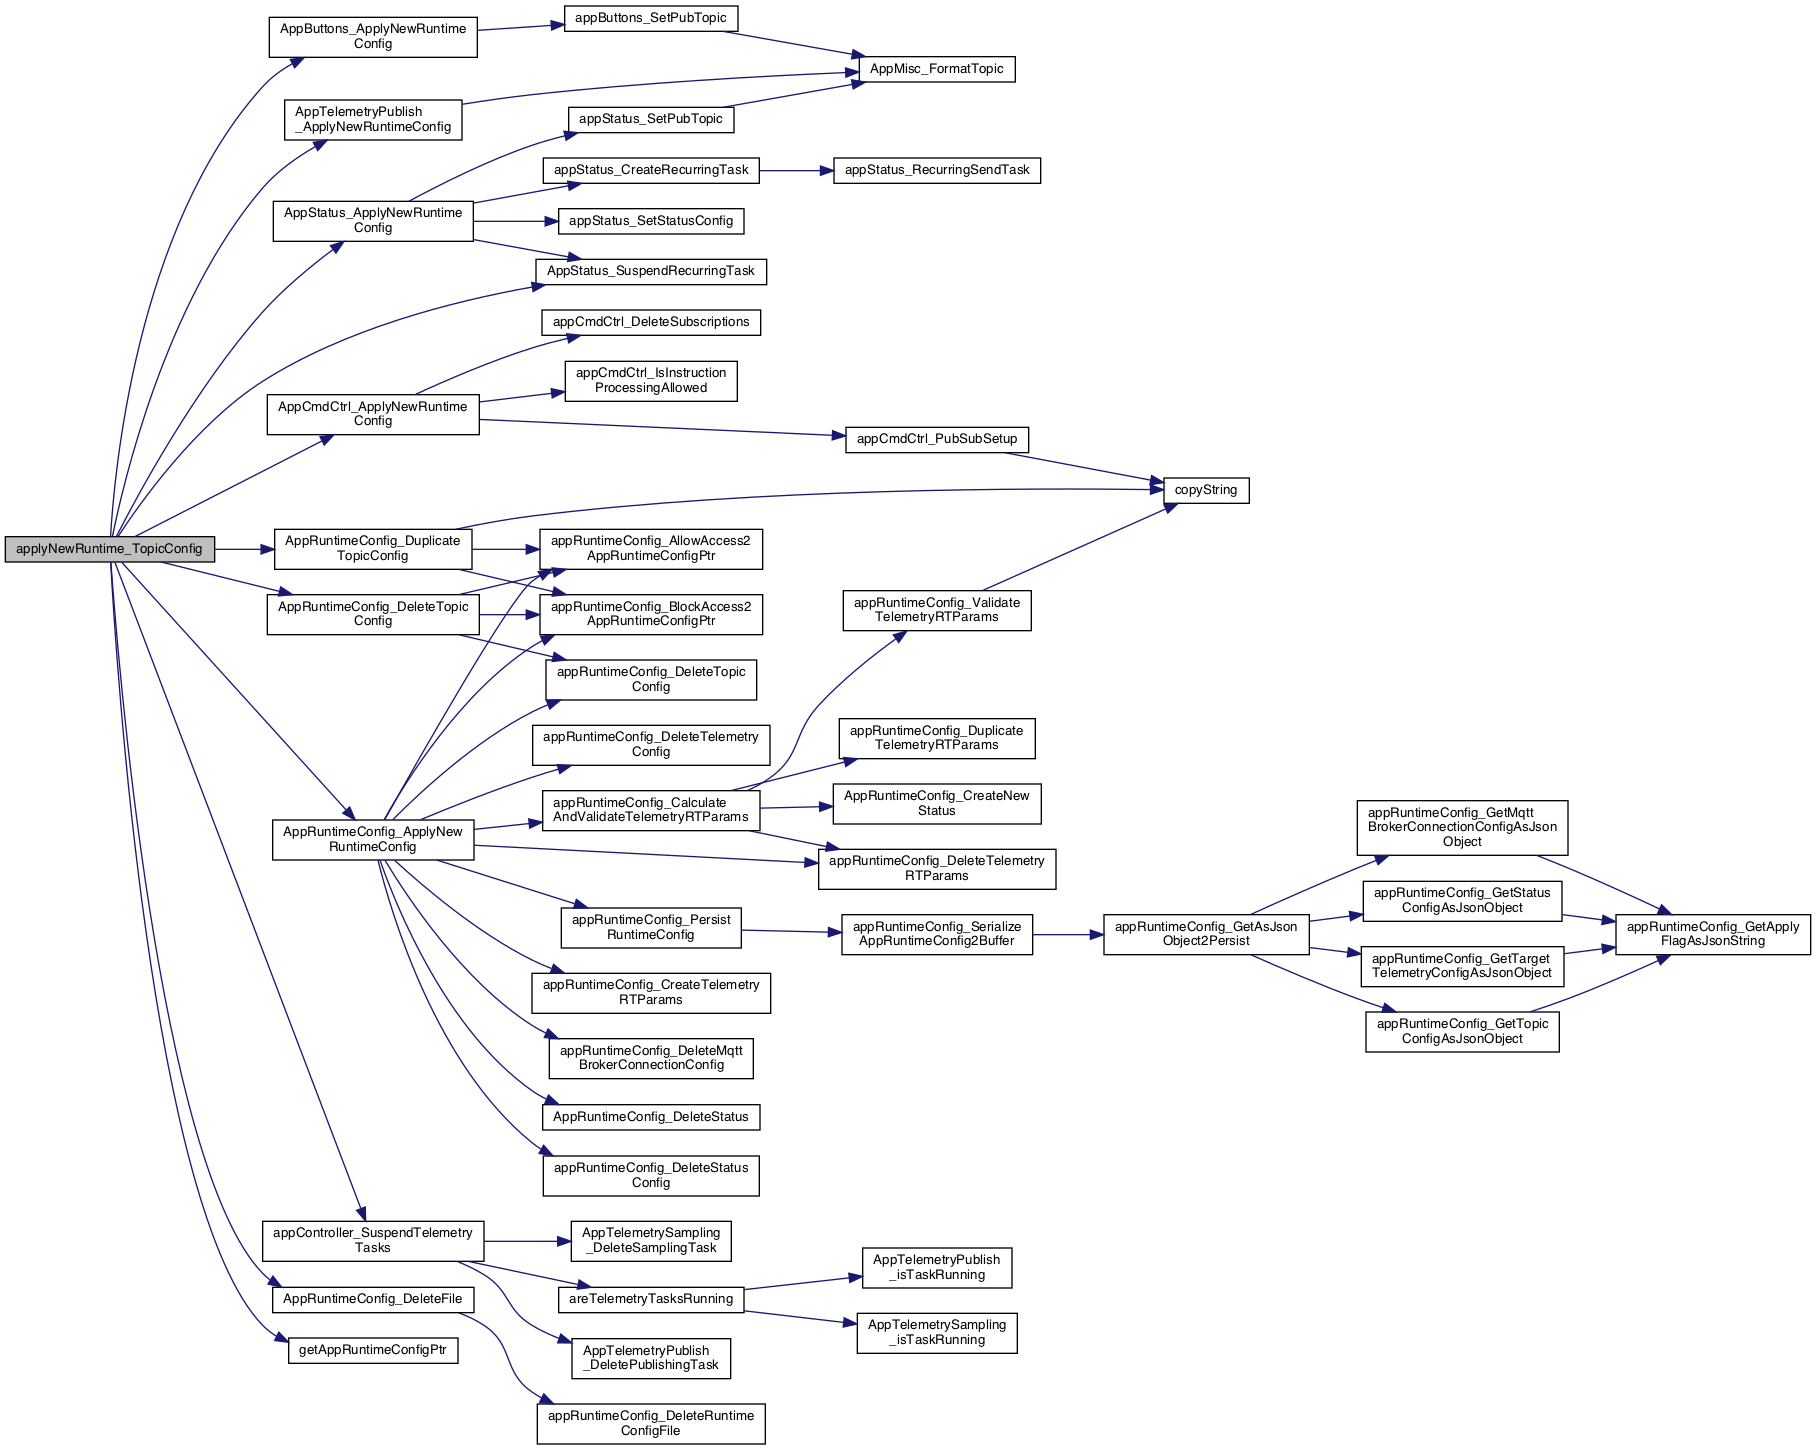 applyNewRuntime_TopicConfig
AppButtons_ApplyNewRuntime
Config
AppTelemetryPublish
_ApplyNewRuntimeConfig
AppStatus_ApplyNewRuntime
Config
AppCmdCtrl_ApplyNewRuntime
Config
AppRuntimeConfig_Duplicate
TopicConfig
AppRuntimeConfig_DeleteTopic
Config
AppRuntimeConfig_ApplyNew
RuntimeConfig
appController_SuspendTelemetry
Tasks
AppRuntimeConfig_DeleteFile
getAppRuntimeConfigPtr
appButtons_SetPubTopic
appStatus_SetPubTopic
appStatus_CreateRecurringTask
appStatus_SetStatusConfig
AppStatus_SuspendRecurringTask
appCmdCtrl_DeleteSubscriptions
appCmdCtrl_IsInstruction
ProcessingAllowed
appRuntimeConfig_AllowAccess2
AppRuntimeConfigPtr
appRuntimeConfig_BlockAccess2
AppRuntimeConfigPtr
appRuntimeConfig_DeleteTopic
Config
appRuntimeConfig_DeleteTelemetry
Config
appRuntimeConfig_Calculate
AndValidateTelemetryRTParams
appRuntimeConfig_Persist
RuntimeConfig
appRuntimeConfig_CreateTelemetry
RTParams
appRuntimeConfig_DeleteMqtt
BrokerConnectionConfig
AppRuntimeConfig_DeleteStatus
appRuntimeConfig_DeleteStatus
Config
AppTelemetrySampling
_DeleteSamplingTask
areTelemetryTasksRunning
AppTelemetryPublish
_DeletePublishingTask
appRuntimeConfig_DeleteRuntime
ConfigFile
AppMisc_FormatTopic
appStatus_RecurringSendTask
appCmdCtrl_PubSubSetup
appRuntimeConfig_Validate
TelemetryRTParams
appRuntimeConfig_Duplicate
TelemetryRTParams
AppRuntimeConfig_CreateNew
Status
appRuntimeConfig_DeleteTelemetry
RTParams
appRuntimeConfig_Serialize
AppRuntimeConfig2Buffer
AppTelemetryPublish
_isTaskRunning
AppTelemetrySampling
_isTaskRunning
copyString
appRuntimeConfig_GetAsJson
Object2Persist
appRuntimeConfig_GetMqtt
BrokerConnectionConfigAsJson
Object
appRuntimeConfig_GetStatus
ConfigAsJsonObject
appRuntimeConfig_GetTarget
TelemetryConfigAsJsonObject
appRuntimeConfig_GetTopic
ConfigAsJsonObject
appRuntimeConfig_GetApply
FlagAsJsonString